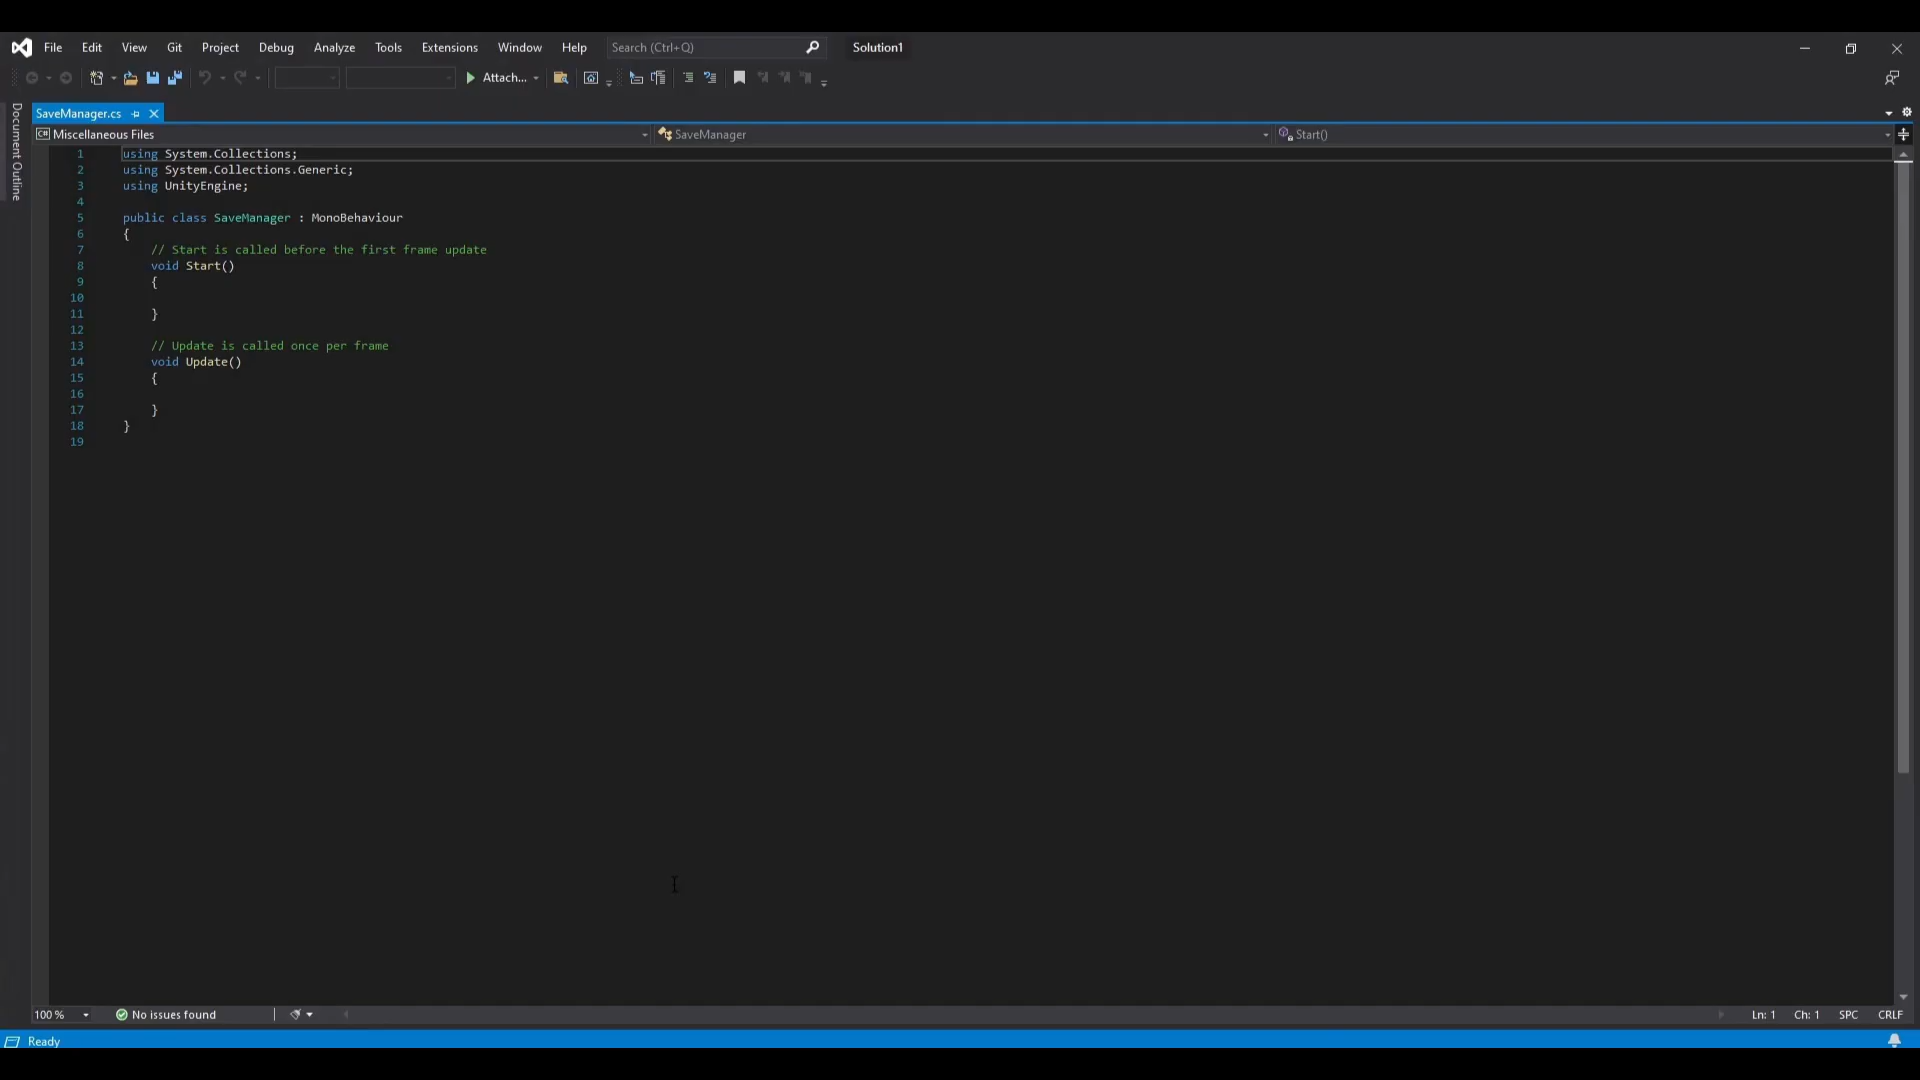 File Edit View Git Project Debug Analyze Tools Extensions Window Help Search (Ctrl+Q) Solution1
Attach...
Document Outline
SaveManager.cs
C# Miscellaneous Files SaveManager Start()
1 using System.Collections;
2 using System.Collections.Generic;
3 using UnityEngine;
4
5 public class SaveManager : MonoBehaviour
6 {
7 // Start is called before the first frame update
8 void Start()
9 {
10
11 }
12
13 // Update is called once per frame
14 void Update()
15 {
16
17 }
18 }
19
100 % No issues found Ln: 1 Ch: 1 SPC CRLF
Ready